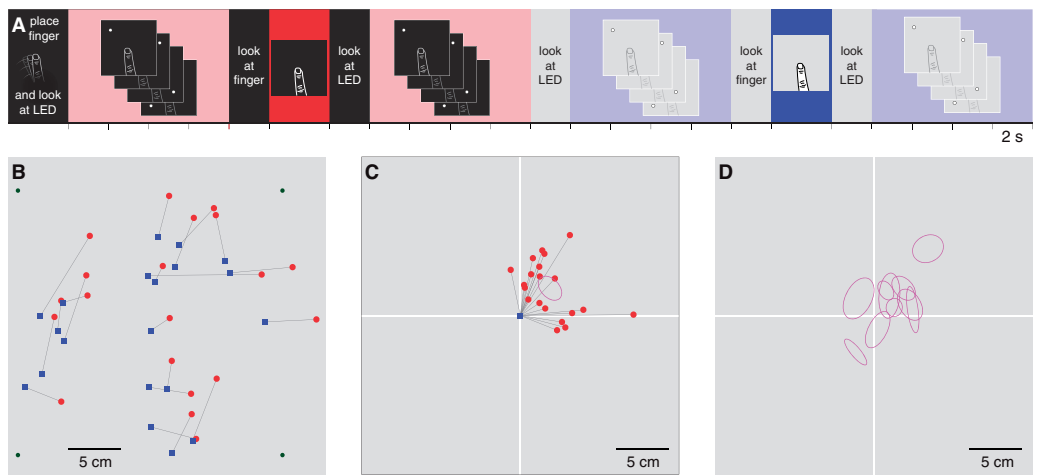 A
place
finger
and look
at LED
look
at
finger
look
at
LED
look
at
LED
look
at
finger
look
at
LED
2 s
B
5 cm
C
5 cm
D
5 cm